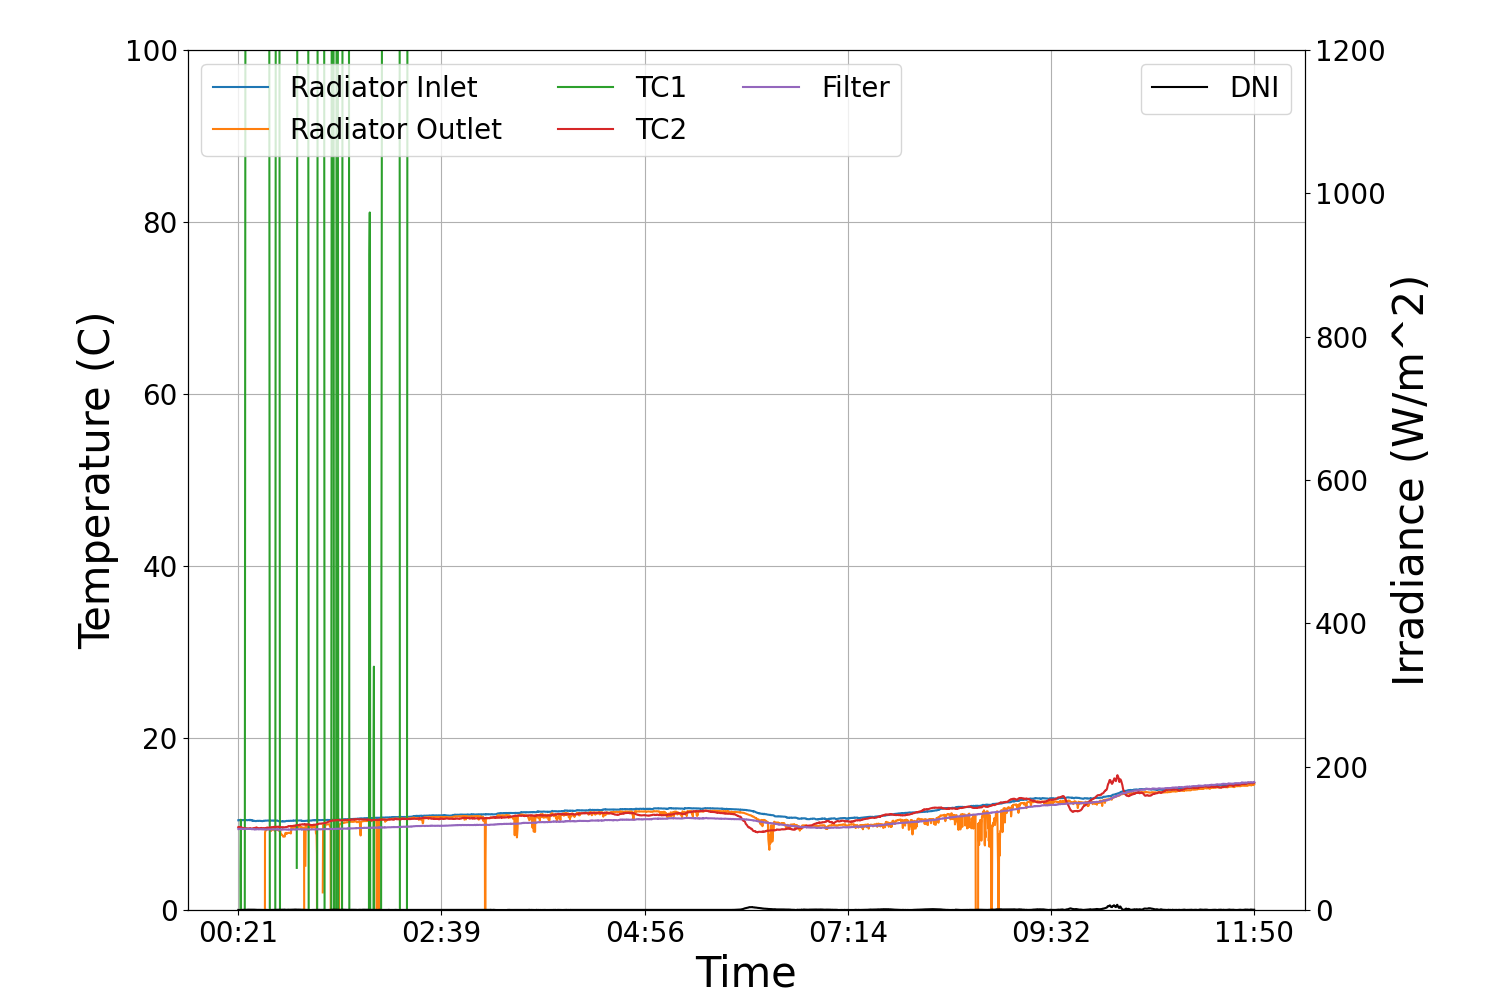 100
80
60
40
20
0
Temperature (C)
Radiator Inlet
Radiator Outlet
TC1
TC2
Filter
DNI
1200
1000
800
600
400
200
0
Irradiance (W/m^2)
00:21 02:39 04:56 07:14 09:32 11:50
Time